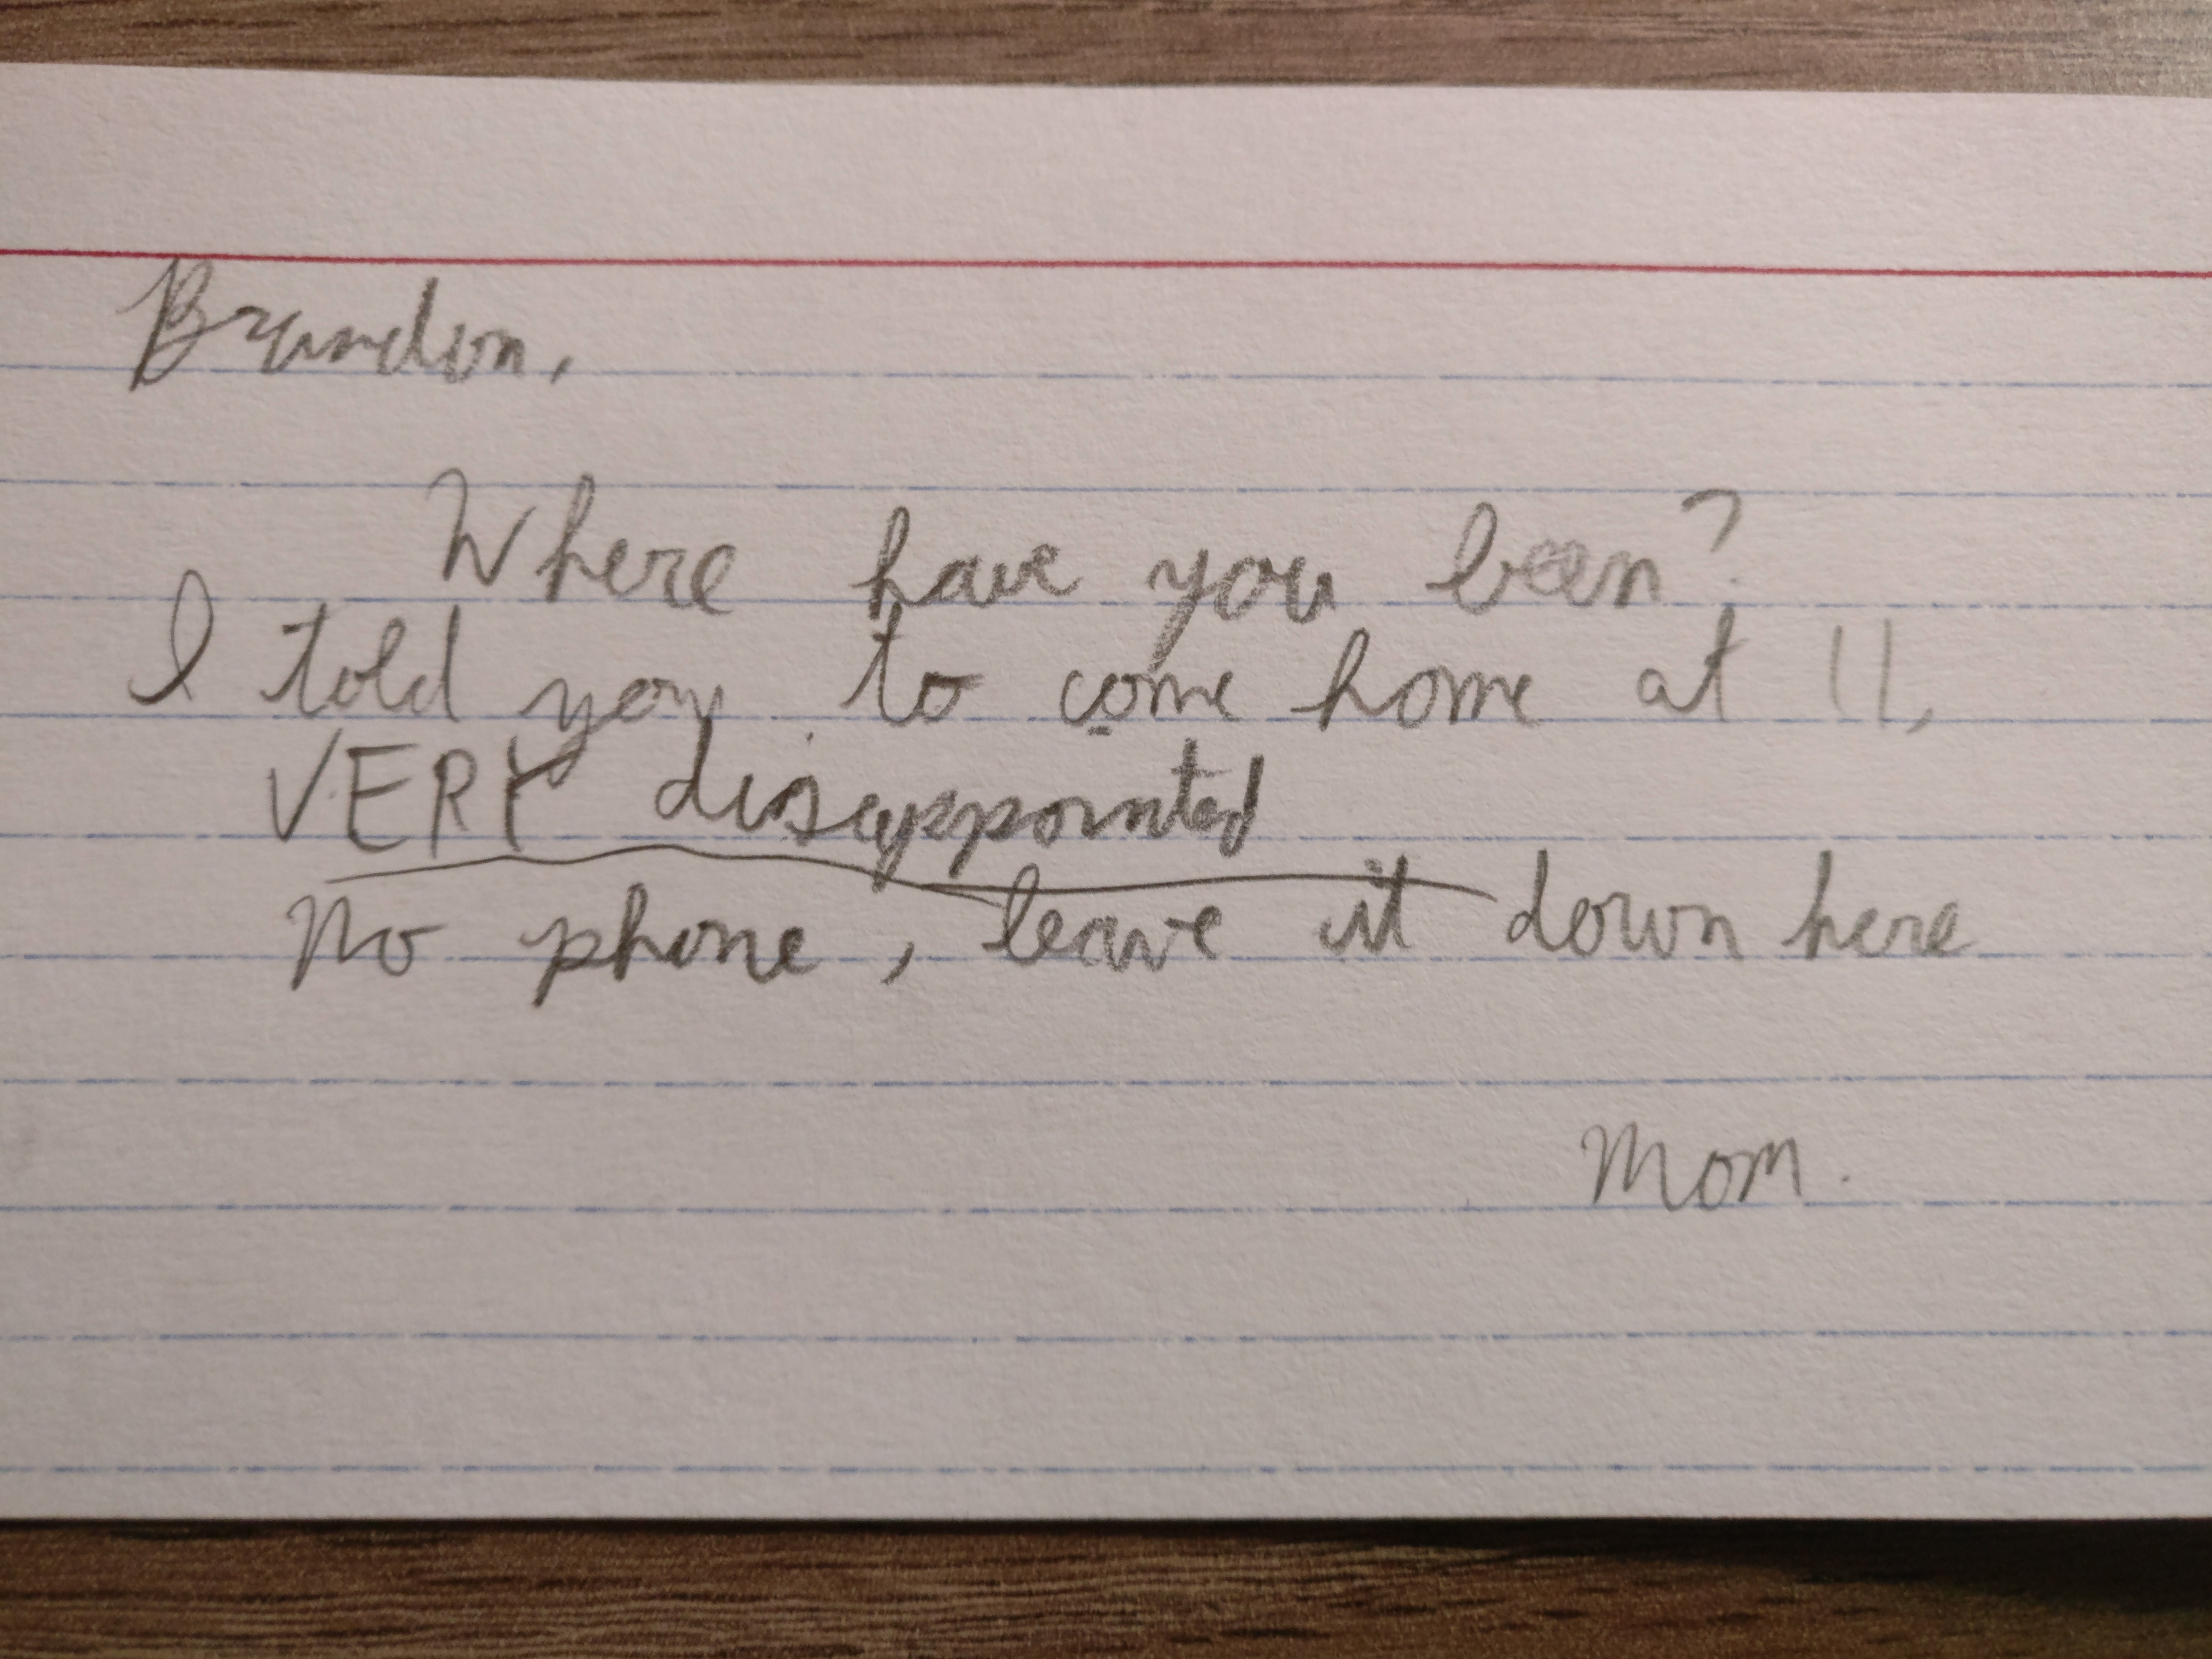 Brandon,
Where have you been?
I told you to come home at 11,
VERY disappointed
No phone, leave it down here
Mom.